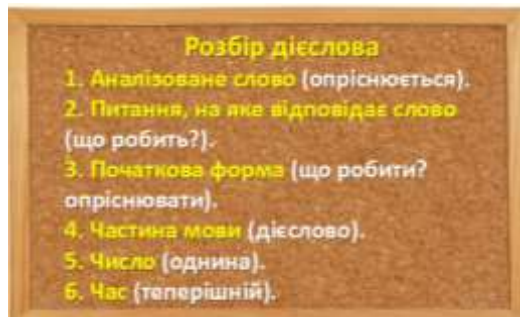 Розбір дієслова
1. Аналізоване слово (опріснюється).
2. Питання, на яке відповідає слово
(що робить?).
3. Початкова форма (що робити?
опріснювати).
4. Частина мови (дієслово).
5. Число (однина).
6. Час (теперішній).